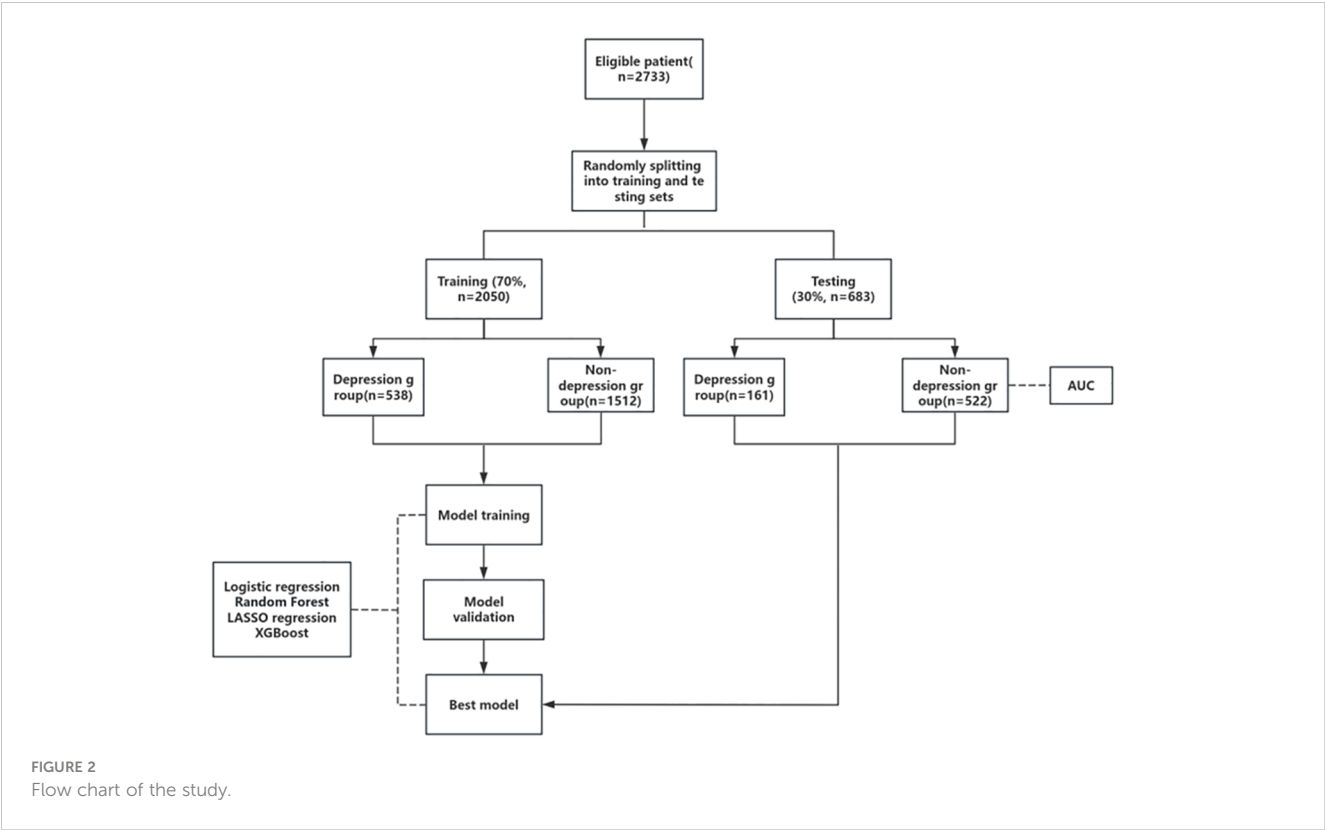 Eligible patient(
n=2733)
Randomly splitting
into training and te
sting sets
Training (70%,
n=2050)
Testing
(30%, n=683)
Depression g
roup(n=538)
Non-
depression gr
oup(n=1512)
Depression g
roup(n=161)
Non-
depression gr
oup(n=522)
AUC
Model training
Logistic regression
Random Forest
LASSO regression
XGBoost
Model
validation
Best model
FIGURE 2
Flow chart of the study.